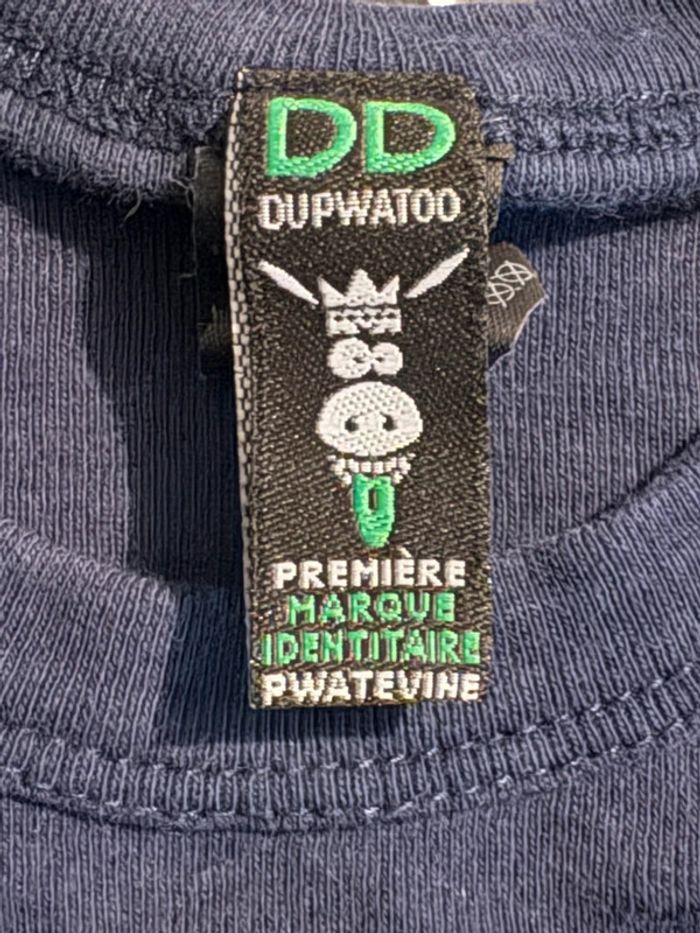 DD
DUPWATOO
PREMIÈRE
MARQUE
IDENTITAIRE
PWATEVINE